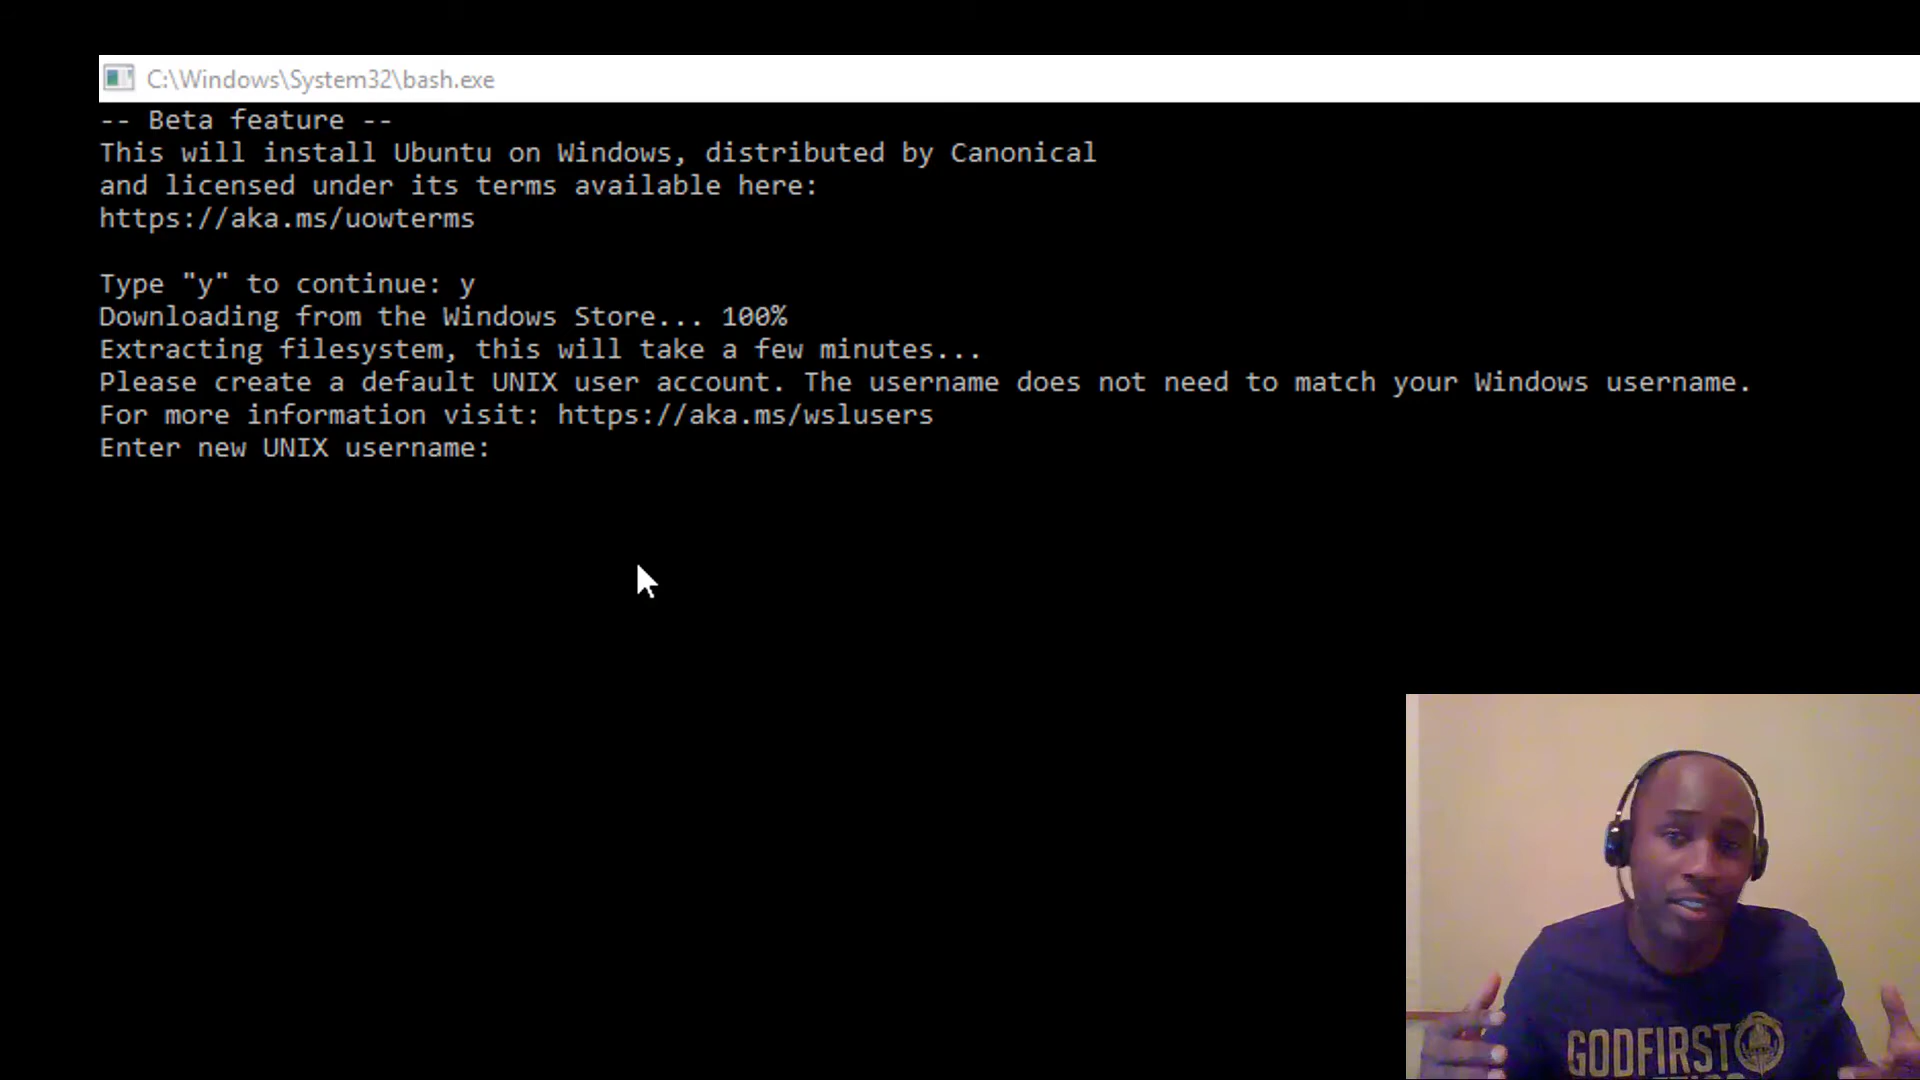 C:\Windows\System32\bash.exe
-- Beta feature --
This will install Ubuntu on Windows, distributed by Canonical
and licensed under its terms available here:
https://aka.ms/uowterms
Type "y" to continue: y
Downloading from the Windows Store... 100%
Extracting filesystem, this will take a few minutes...
Please create a default UNIX user account. The username does not need to match your Windows username.
For more information visit: https://aka.ms/wslusers
Enter new UNIX username:
GODFIRST